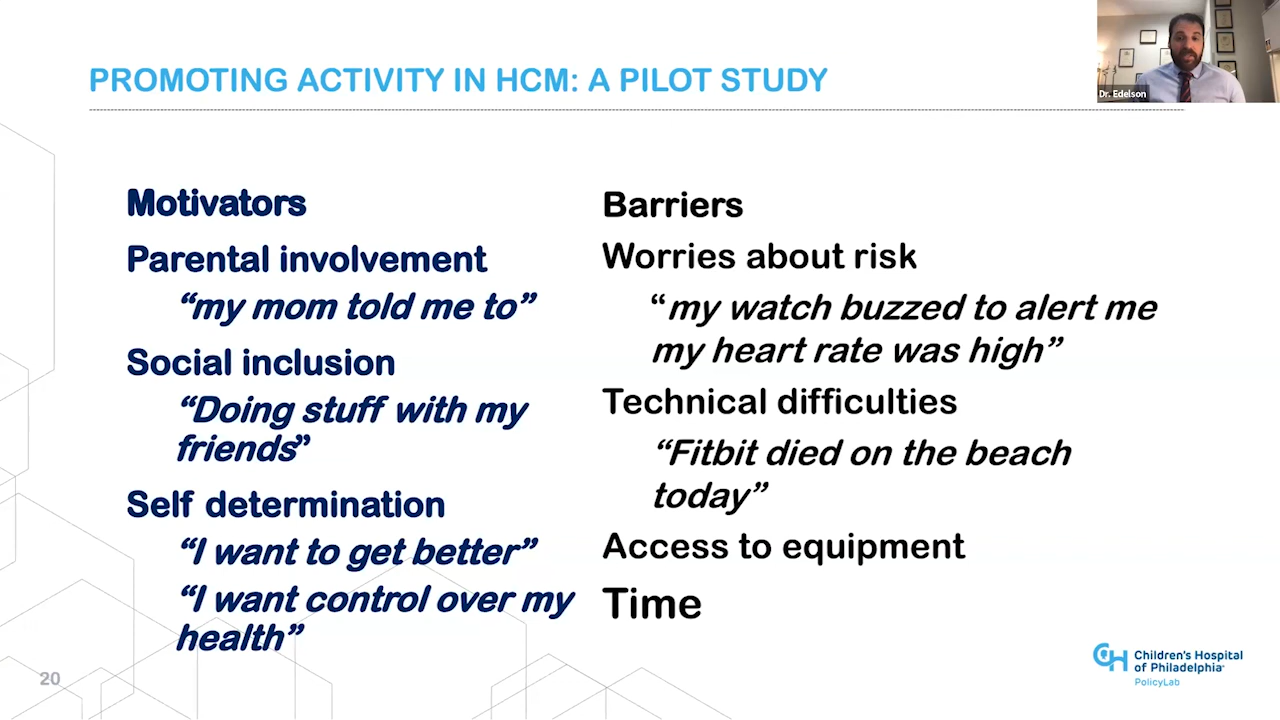 Dr. Edelson
PROMOTING ACTIVITY IN HCM: A PILOT STUDY
Motivators
Parental involvement
“my mom told me to”
Social inclusion
“Doing stuff with my
friends”
Self determination
“I want to get better”
“I want control over my
health”
Barriers
Worries about risk
“my watch buzzed to alert me
my heart rate was high”
Technical difficulties
“Fitbit died on the beach
today”
Access to equipment
Time
20
CH Children's Hospital
of Philadelphia
PolicyLab